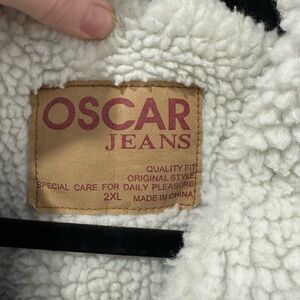 OSCAR
JEANS
QUALITY FIT
ORIGINAL STYLE
SPECIAL CARE FOR DAILY PLEASURE
2XL MADE IN CHINA